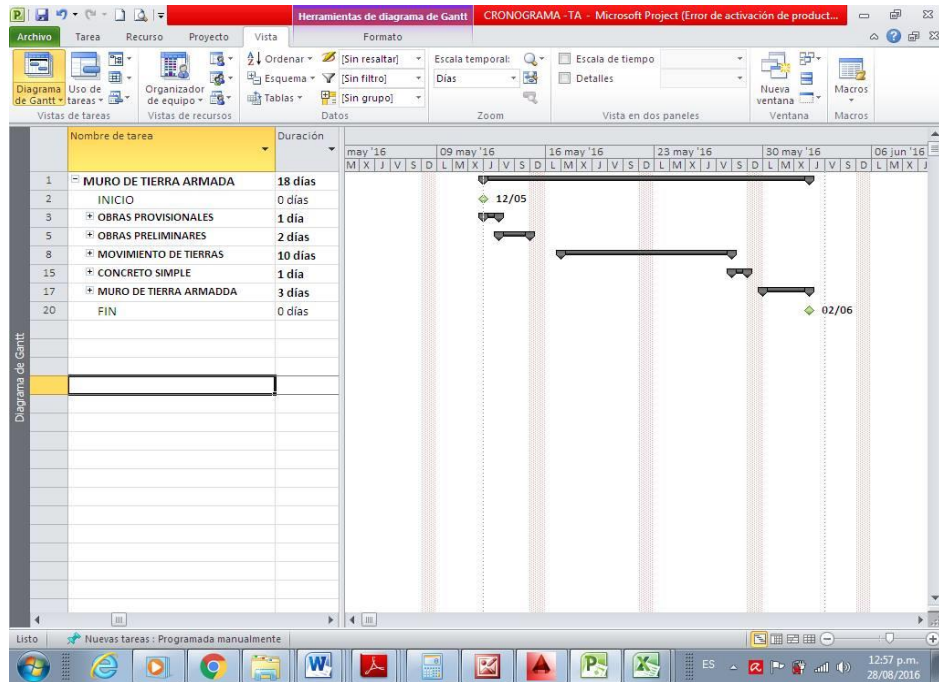 Herramientas de diagrama de Gantt CRONOGRAMA -TA - Microsoft Project (Error de activación de product...
Archivo Tarea Recurso Proyecto Vista Formato
Diagrama de Gantt
Uso de tareas
Organizador de equipo
Ordenar
Esquema
Tablas
[Sin resaltar]
[Sin filtro]
[Sin grupo]
Escala temporal:
Días
Escala de tiempo
Detalles
Nueva ventana
Macros
Vistas de tareas Vistas de recursos Datos Zoom Vista en dos paneles Ventana Macros
Nombre de tarea Duración
may '16 09 may '16 16 may '16 23 may '16 30 may '16 06 jun '16
M X J V S D L M X J V S D L M X J V S D L M X J V S D L M X J V S D L M X J
1 MURO DE TIERRA ARMADA 18 días
2 INICIO 0 días 12/05
3 OBRAS PROVISIONALES 1 día
5 OBRAS PRELIMINARES 2 días
8 MOVIMIENTO DE TIERRAS 10 días
15 CONCRETO SIMPLE 1 día
17 MURO DE TIERRA ARMADDA 3 días
20 FIN 0 días 02/06
Diagrama de Gantt
Listo Nuevas tareas : Programada manualmente
ES 12:57 p.m.
28/08/2016